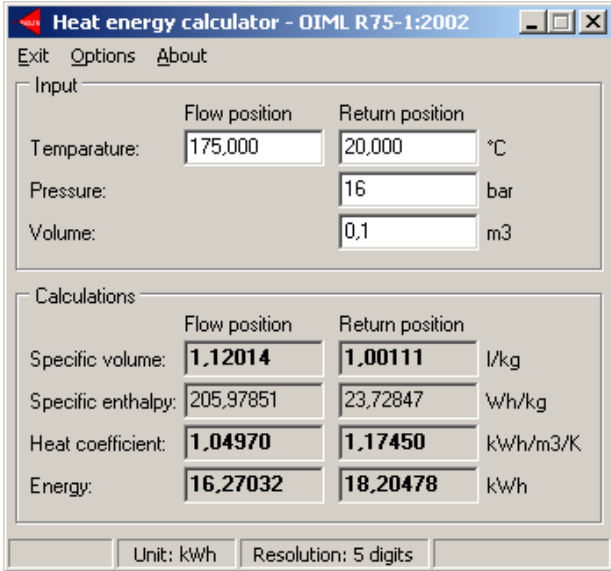 Heat energy calculator - OIML R75-1:2002
Exit Options About
Input
Flow position Return position
Temparature: 175,000 20,000 °C
Pressure: 16 bar
Volume: 0,1 m3
Calculations
Flow position Return position
Specific volume: 1,12014 1,00111 l/kg
Specific enthalpy: 205,97851 23,72847 Wh/kg
Heat coefficient: 1,04970 1,17450 kWh/m3/K
Energy: 16,27032 18,20478 kWh
Unit: kWh Resolution: 5 digits